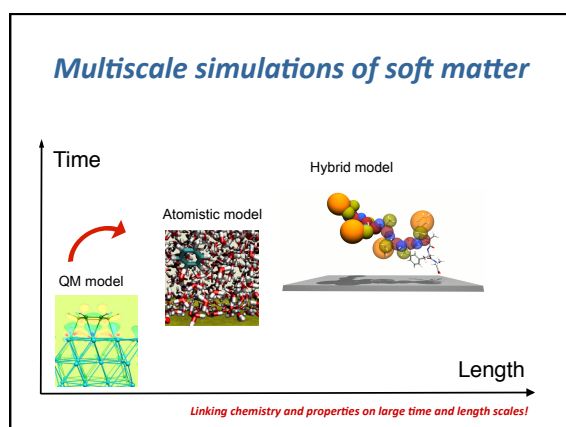 Multiscale simulations of soft matter
Time
Hybrid model
Atomistic model
QM model
Length
Linking chemistry and properties on large time and length scales!